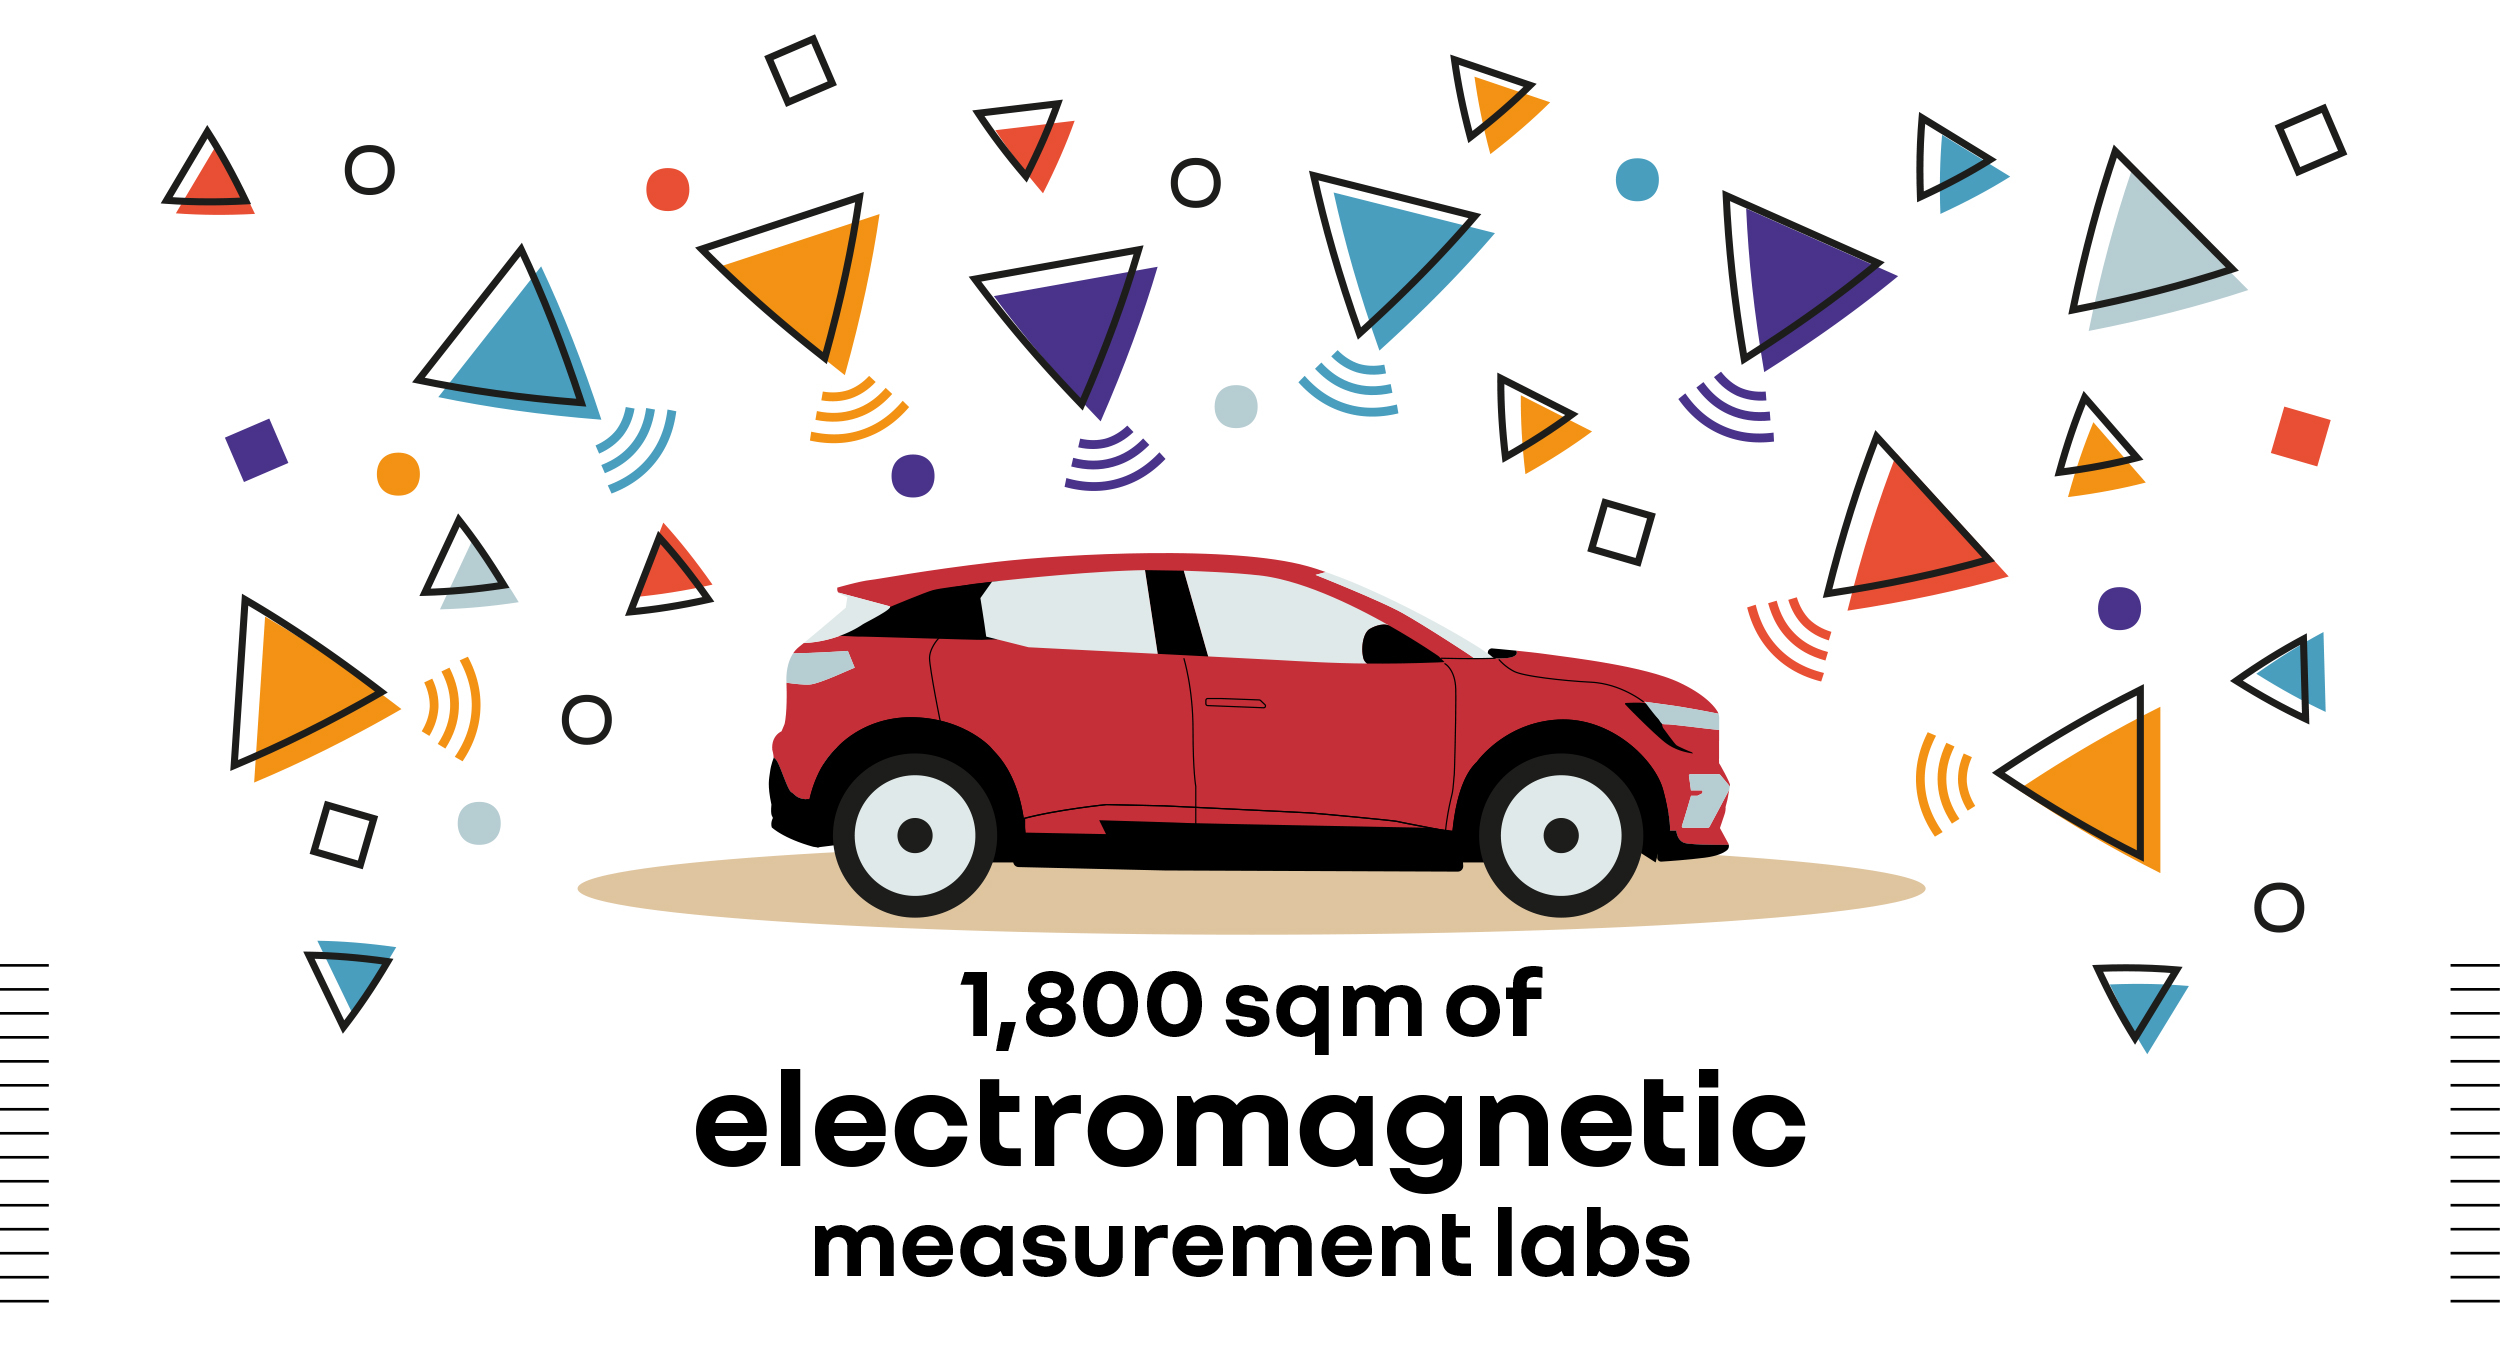 1,800 sqm of
electromagnetic
measurement labs